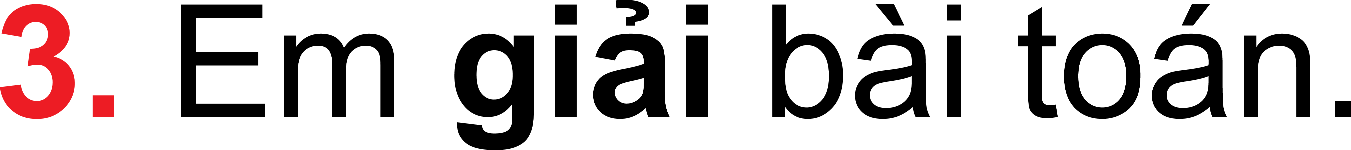 3. Em giải bài toán.